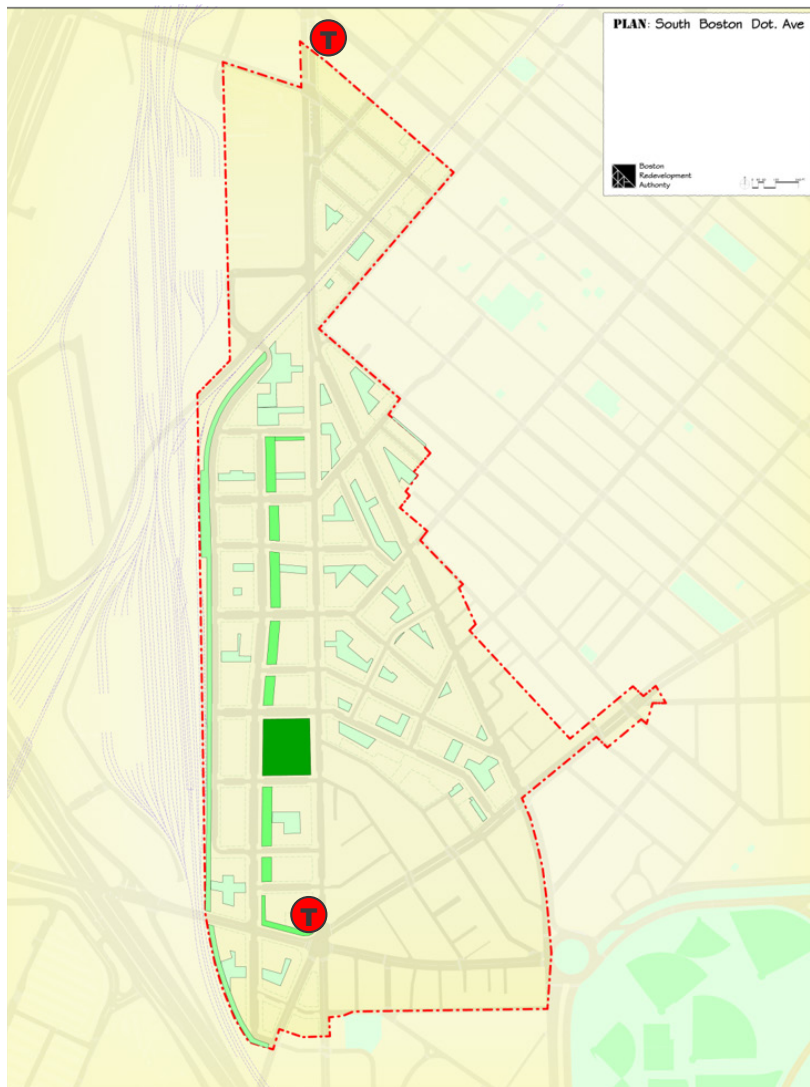 T
PLAN: South Boston Dot. Ave
Boston
Redevelopment
Authority
T